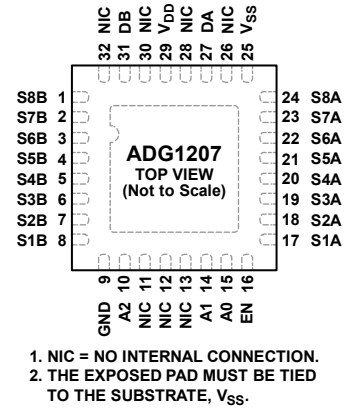 32 NIC
31 DB
30 NIC
29 VDD
28 NIC
27 DA
26 NIC
25 VSS
S8B 1
S7B 2
S6B 3
S5B 4
S4B 5
S3B 6
S2B 7
S1B 8
ADG1207
TOP VIEW
(Not to Scale)
24 S8A
23 S7A
22 S6A
21 S5A
20 S4A
19 S3A
18 S2A
17 S1A
GND 9
A2 10
NIC 11
NIC 12
NIC 13
A1 14
A0 15
EN 16
1. NIC = NO INTERNAL CONNECTION.
2. THE EXPOSED PAD MUST BE TIED
TO THE SUBSTRATE, VSS.